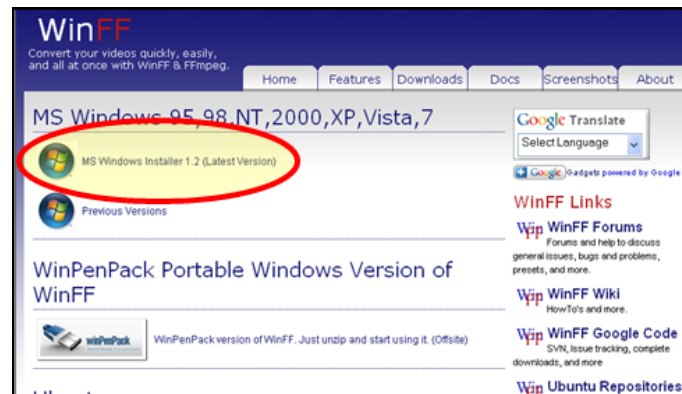 WinFF
Convert your videos quickly, easily,
and all at once with WinFF & FFmpeg.
Home Features Downloads Docs Screenshots About
MS Windows 95,98,NT,2000,XP,Vista,7
MS Windows Installer 1.2 (Latest Version)
Previous Versions
WinPenPack Portable Windows Version of
WinFF
winPenPack
WinPenPack version of WinFF. Just unzip and start using it. (Offsite)
Google Translate
Select Language
Google Gadgets powered by Google
WinFF Links
WinFF Forums
Forums and help to discuss
general issues, bugs and problems,
presets, and more.
WinFF Wiki
HowTo's and more.
WinFF Google Code
SVN, Issue tracking, complete
downloads, and more
Ubuntu Repositories